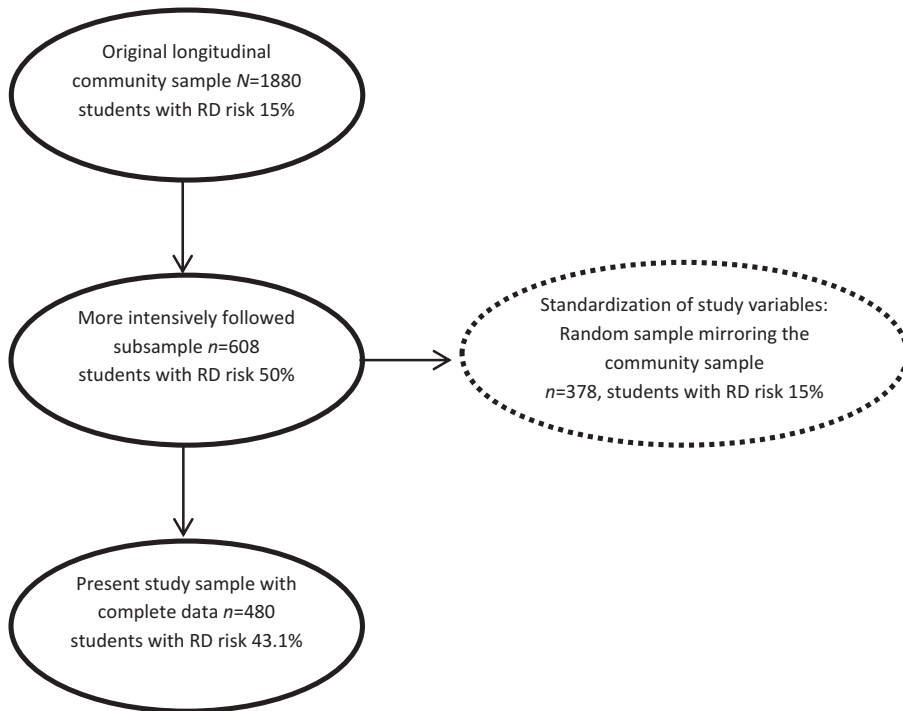 Original longitudinal
community sample N=1880
students with RD risk 15%
More intensively followed
subsample n=608
students with RD risk 50%
Standardization of study variables:
Random sample mirroring the
community sample
n=378, students with RD risk 15%
Present study sample with
complete data n=480
students with RD risk 43.1%